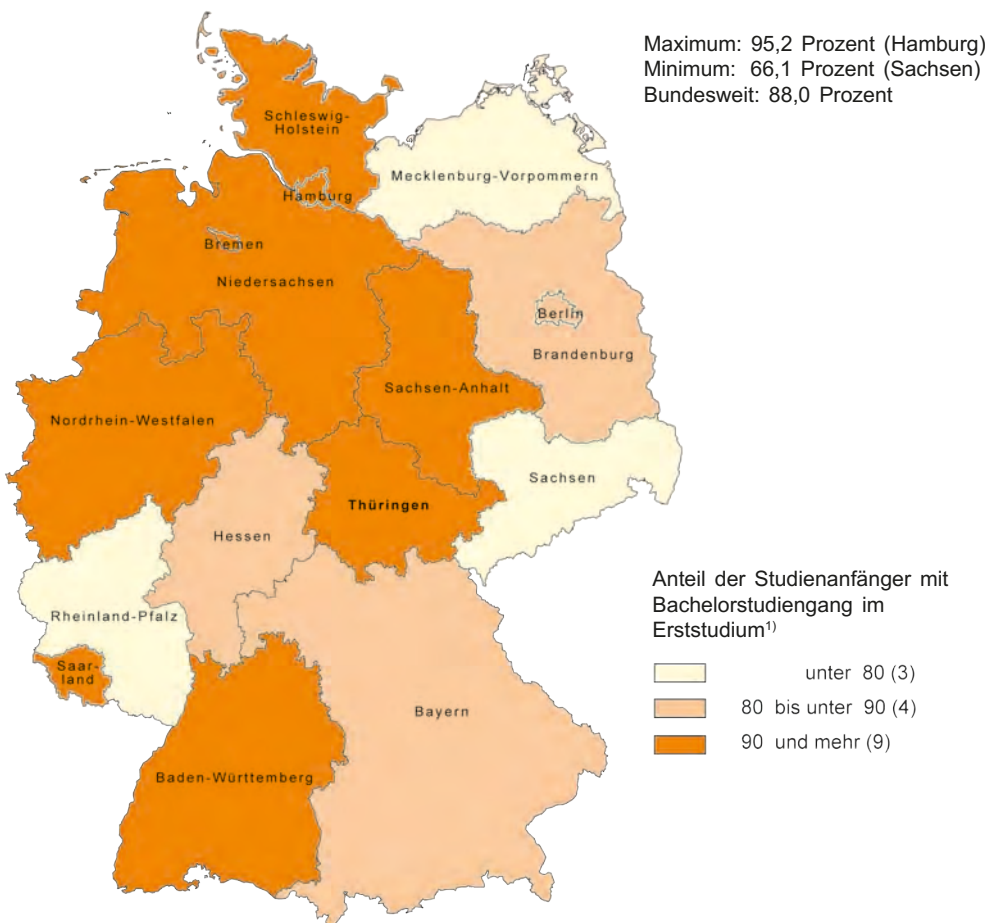 Maximum: 95,2 Prozent (Hamburg)
Minimum: 66,1 Prozent (Sachsen)
Bundesweit: 88,0 Prozent
Schleswig-
Holstein
Mecklenburg-Vorpommern
Hamburg
Bremen
Niedersachsen
Berlin
Brandenburg
Sachsen-Anhalt
Nordrhein-Westfalen
Sachsen
Thüringen
Hessen
Rheinland-Pfalz
Saar-
land
Bayern
Baden-Württemberg
Anteil der Studienanfänger mit
Bachelorstudiengang im
Erststudium¹⁾
unter 80 (3)
80 bis unter 90 (4)
90 und mehr (9)